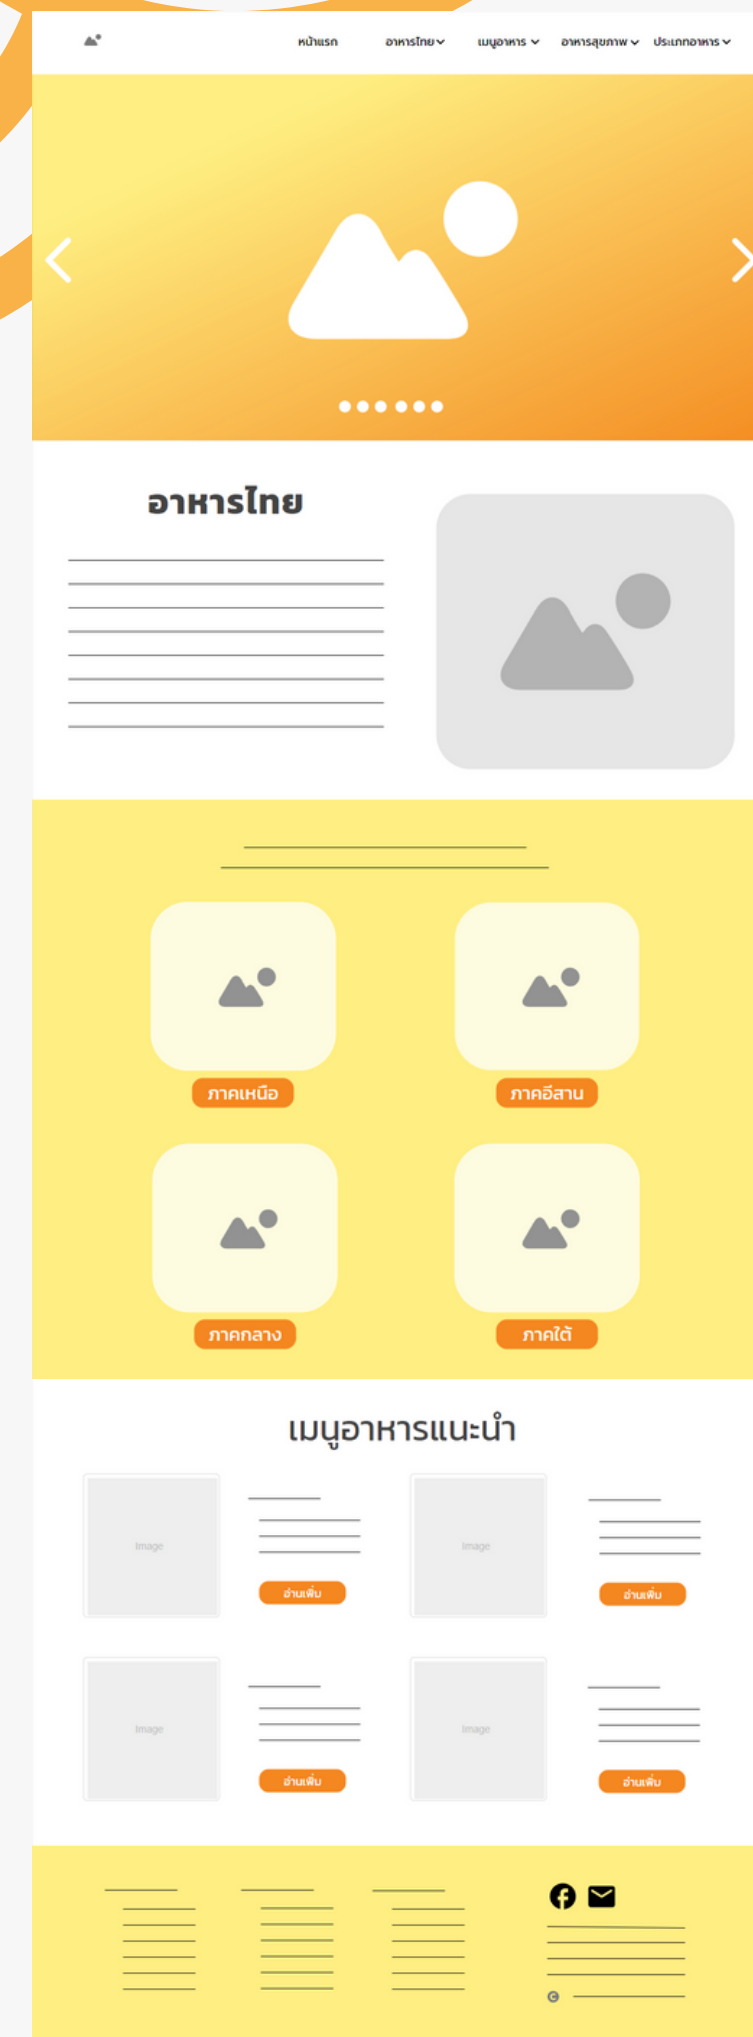 หน้าแรก อาหารไทย เมนูอาหาร อาหารสุขภาพ ประเภทอาหาร
อาหารไทย
ภาคเหนือ ภาคอีสาน
ภาคกลาง ภาคใต้
เมนูอาหารแนะนำ
Image Image
อ่านเพิ่ม อ่านเพิ่ม
Image Image
อ่านเพิ่ม อ่านเพิ่ม
©